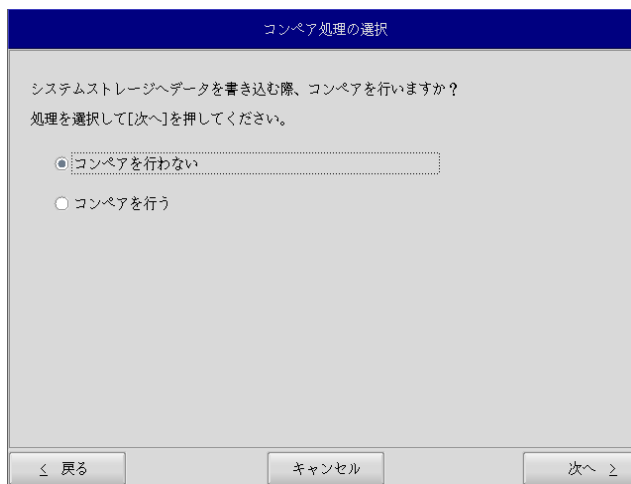 コンペア処理の選択
システムストレージへデータを書き込む際、コンペアを行いますか?
処理を選択して[次へ]を押してください。
コンペアを行わない
コンペアを行う
< 戻る
キャンセル
次へ >